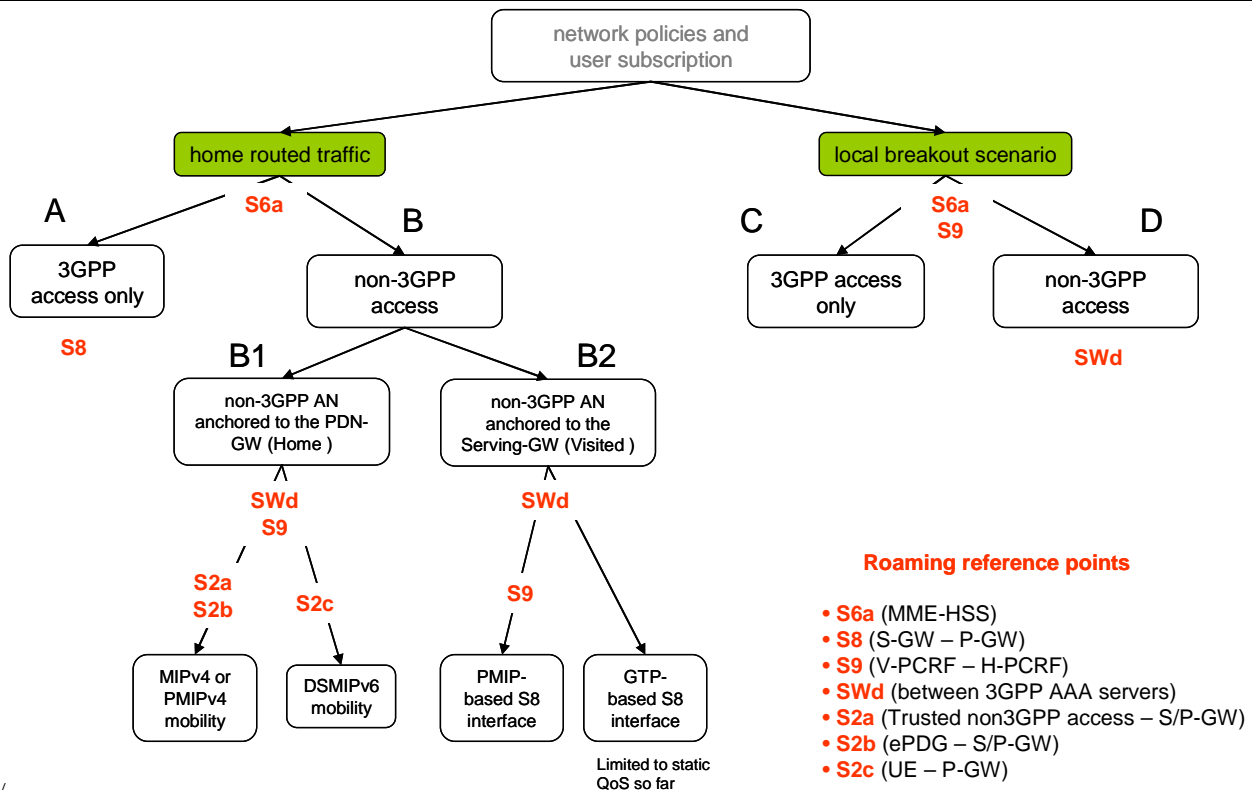 network policies and
user subscription
home routed traffic
local breakout scenario
S6a
S6a
S9
A
B
C
D
3GPP
access only
non-3GPP
access
3GPP access
only
non-3GPP
access
S8
SWd
B1
B2
non-3GPP AN
anchored to the PDN-
GW (Home )
non-3GPP AN
anchored to the
Serving-GW (Visited )
SWd
S9
SWd
S2a
S2b
S2c
S9
MIPv4 or
PMIPv4
mobility
DSMIPv6
mobility
PMIP-
based S8
interface
GTP-
based S8
interface
Limited to static
QoS so far
Roaming reference points
• S6a (MME-HSS)
• S8 (S-GW – P-GW)
• S9 (V-PCRF – H-PCRF)
• SWd (between 3GPP AAA servers)
• S2a (Trusted non3GPP access – S/P-GW)
• S2b (ePDG – S/P-GW)
• S2c (UE – P-GW)